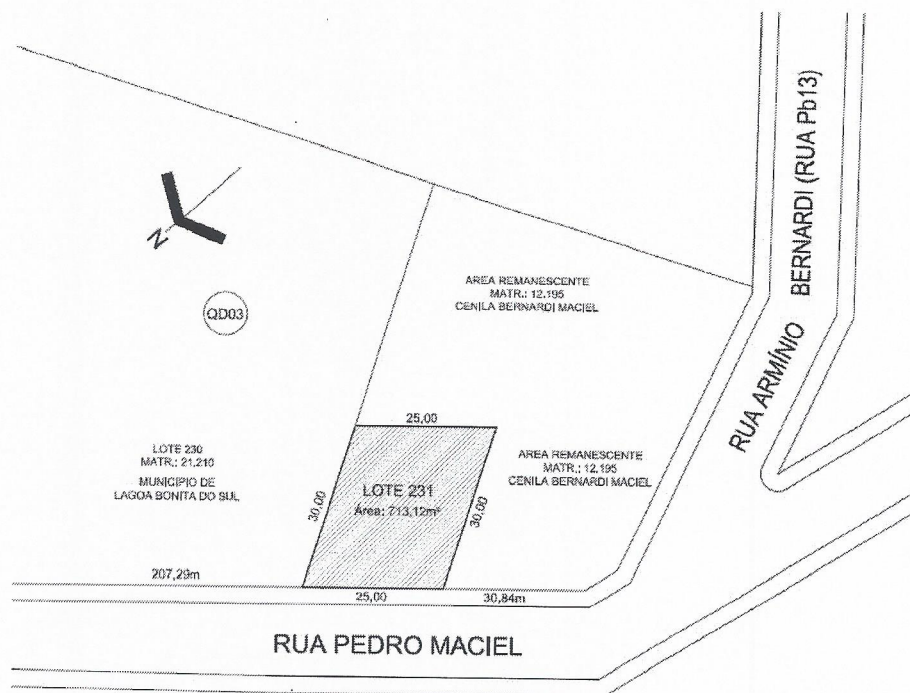 BERNARDI (RUA Pb13)
RUA ARMÍNIO
N
QD03
AREA REMANESCENTE
MATR.: 12.195
CENILA BERNARDI MACIEL
25,00
LOTE 230
MATR.: 21.210
MUNICIPIO DE
LAGOA BONITA DO SUL
30,00
LOTE 231
Área: 713,12m²
30,00
AREA REMANESCENTE
MATR.: 12.195
CENILA BERNARDI MACIEL
207,29m
25,00
30,84m
RUA PEDRO MACIEL